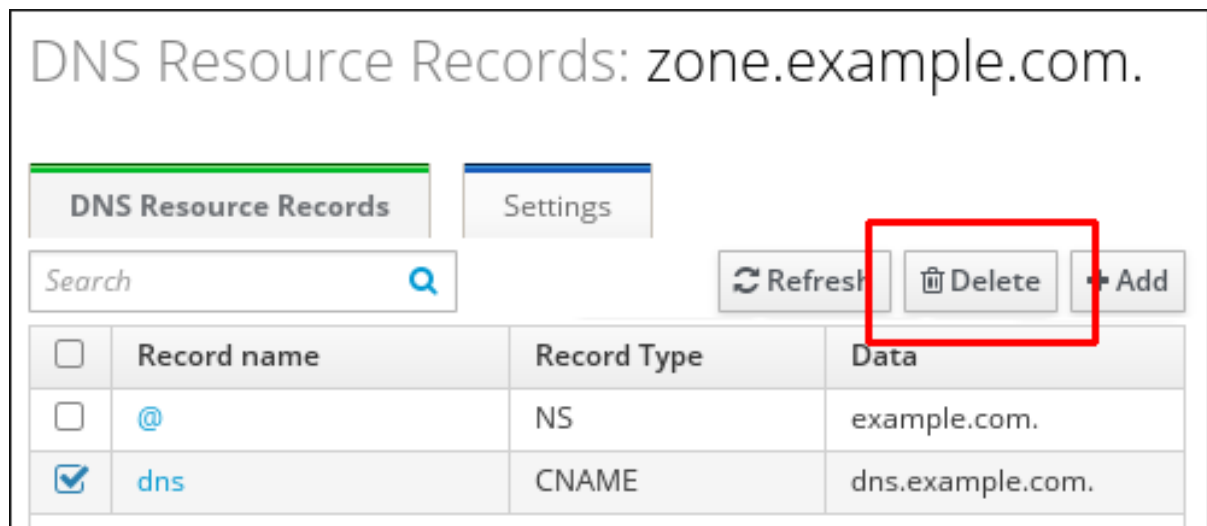 DNS Resource Records: zone.example.com.
DNS Resource Records Settings
Search Refresh Delete Add
Record name Record Type Data
@ NS example.com.
dns CNAME dns.example.com.